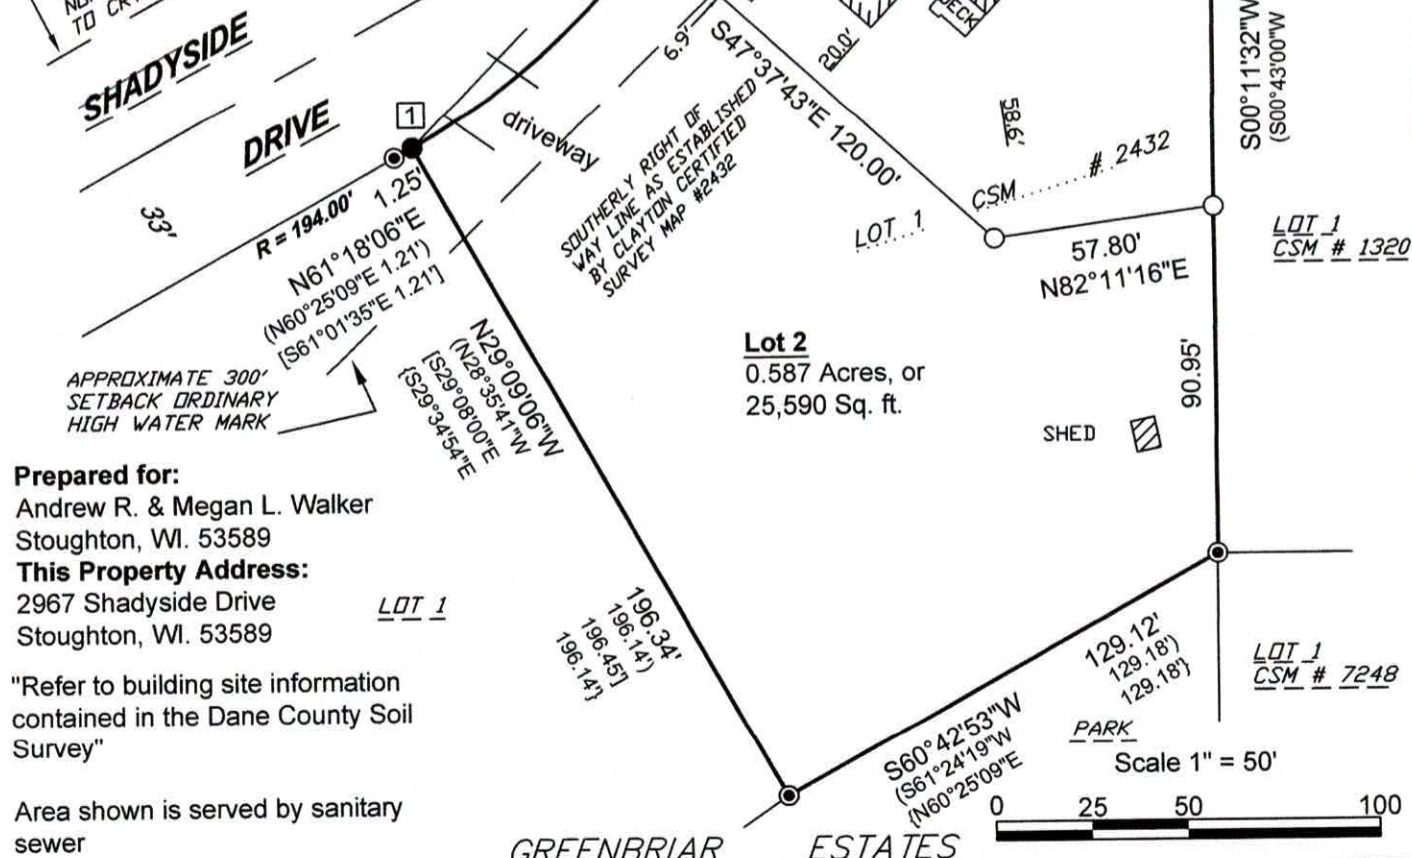 TO CR
SHADYSIDE
DRIVE
33'
1
driveway
6.9'
20.0'
DECK
S47°37'43"E 120.00'
SOUTHERLY RIGHT OF
WAY LINE AS ESTABLISHED
BY CLAYTON CERTIFIED
SURVEY MAP #2432
58.6'
CSM # 2432
LOT 1
S00°11'32"W
(S00°43'00"W
LOT 1
CSM # 1320
57.80'
N82°11'16"E
R = 194.00'
1.25'
N61°18'06"E
(N60°25'09"E 1.21')
[S61°01'35"E 1.21']
APPROXIMATE 300'
SETBACK ORDINARY
HIGH WATER MARK
N29°09'06"W
(N28°35'41"W
[S29°08'00"E
{S29°34'54"E
Lot 2
0.587 Acres, or
25,590 Sq. ft.
90.95'
SHED
Prepared for:
Andrew R. & Megan L. Walker
Stoughton, WI. 53589
This Property Address:
2967 Shadyside Drive
Stoughton, WI. 53589
LOT 1
196.34'
196.14')
196.45']
196.14'}
129.12'
129.18')
129.18'}
LOT 1
CSM # 7248
"Refer to building site information
contained in the Dane County Soil
Survey"
S60°42'53"W
(S61°24'19"W
{N60°25'09"E
PARK
Scale 1" = 50'
0 25 50 100
Area shown is served by sanitary
sewer
GREENBRIAR ESTATES